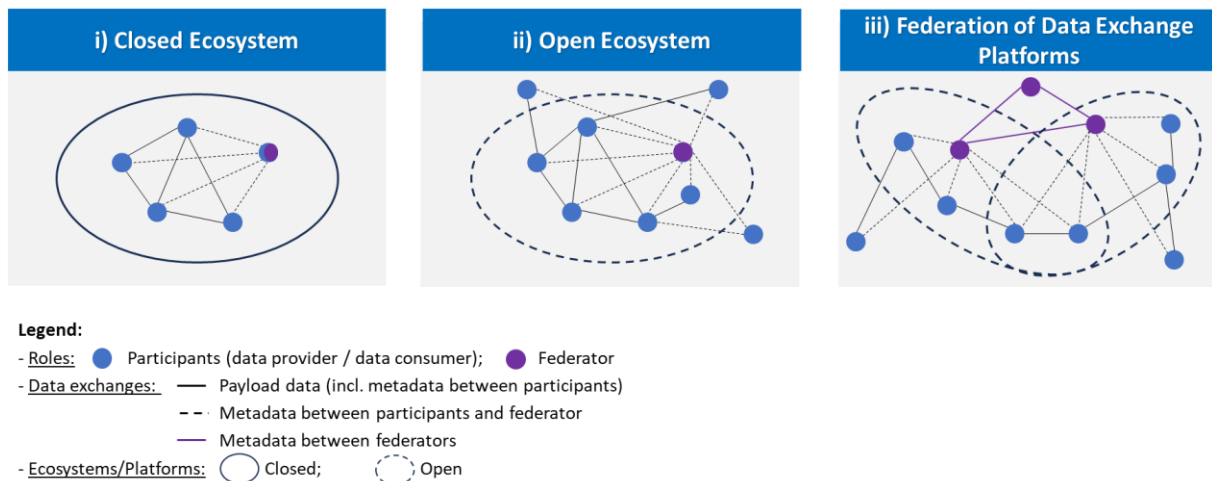 i) Closed Ecosystem
ii) Open Ecosystem
iii) Federation of Data Exchange
Platforms
Legend:
- Roles: Participants (data provider / data consumer); Federator
- Data exchanges: Payload data (incl. metadata between participants)
Metadata between participants and federator
Metadata between federators
- Ecosystems/Platforms: Closed; Open